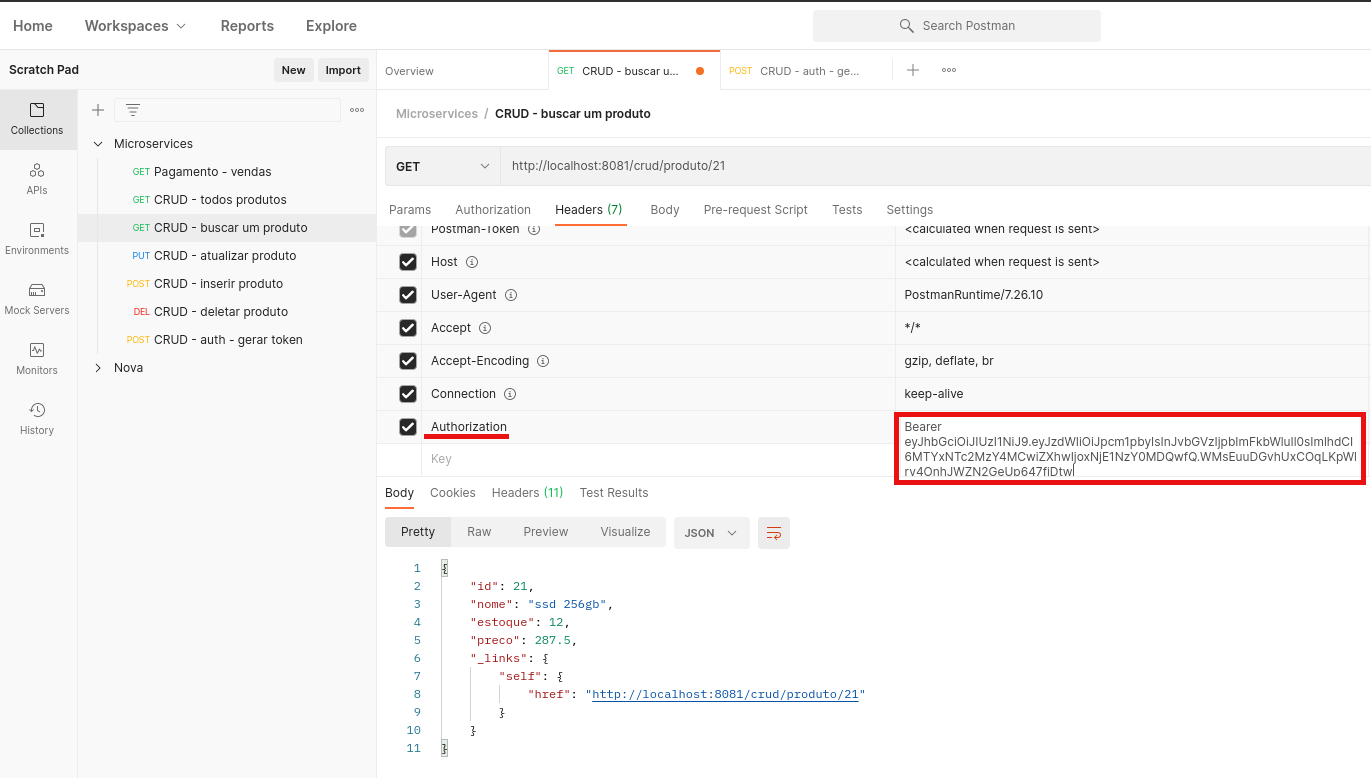 Home Workspaces Reports Explore Search Postman
Scratch Pad New Import
Overview GET CRUD - buscar u... POST CRUD - auth - ge...
Collections
APIs
Environments
Mock Servers
Monitors
History
Microservices
GET Pagamento - vendas
GET CRUD - todos produtos
GET CRUD - buscar um produto
PUT CRUD - atualizar produto
POST CRUD - inserir produto
DEL CRUD - deletar produto
POST CRUD - auth - gerar token
Nova
Microservices / CRUD - buscar um produto
GET http://localhost:8081/crud/produto/21
Params Authorization Headers (7) Body Pre-request Script Tests Settings
Postman-Token <calculated when request is sent>
Host <calculated when request is sent>
User-Agent PostmanRuntime/7.26.10
Accept */*
Accept-Encoding gzip, deflate, br
Connection keep-alive
Authorization Bearer
Key
Body Cookies Headers (11) Test Results
Pretty Raw Preview Visualize JSON
1 {
2 "id": 21,
3 "nome": "ssd 256gb",
4 "estoque": 12,
5 "preco": 287.5,
6 "_links": {
7 "self": {
8 "href": "http://localhost:8081/crud/produto/21"
9 }
10 }
11 }